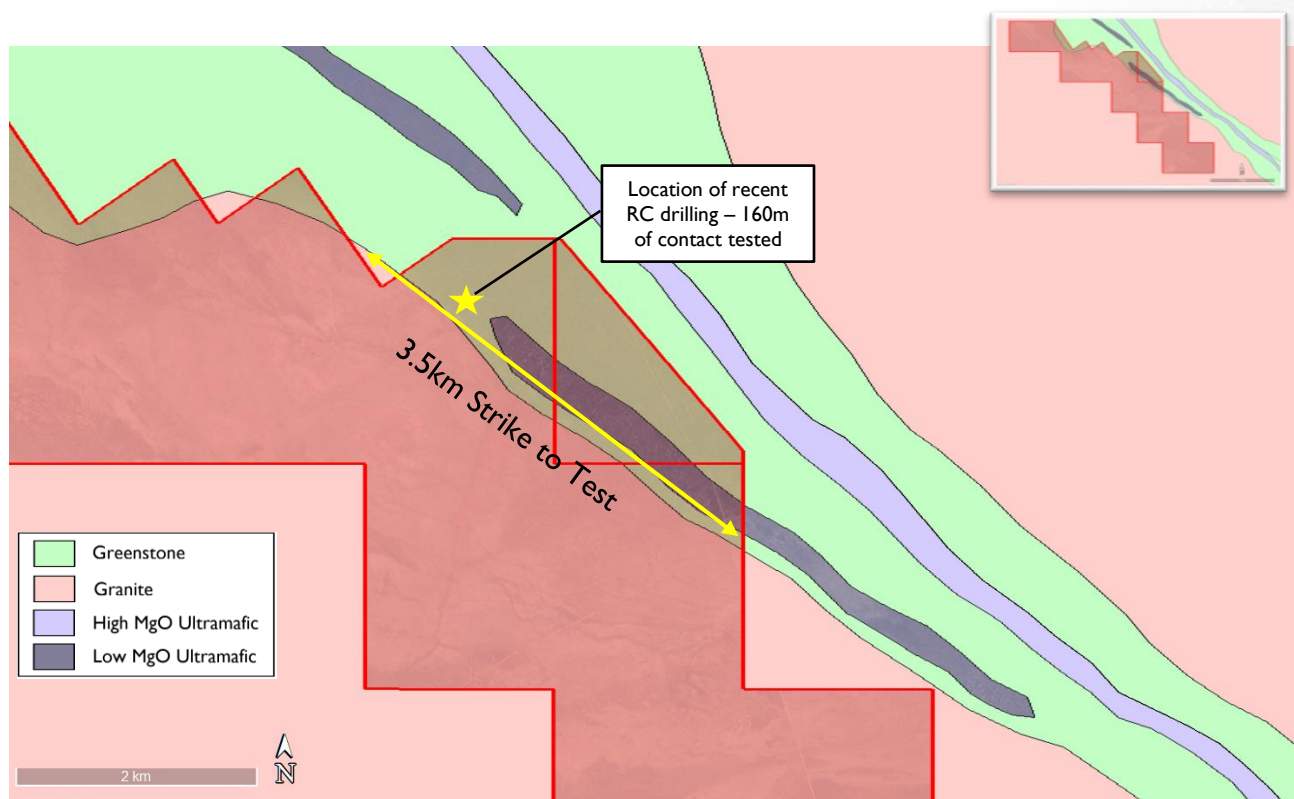 Location of recent
RC drilling – 160m
of contact tested
3.5km Strike to Test
Greenstone
Granite
High MgO Ultramafic
Low MgO Ultramafic
2 km
N